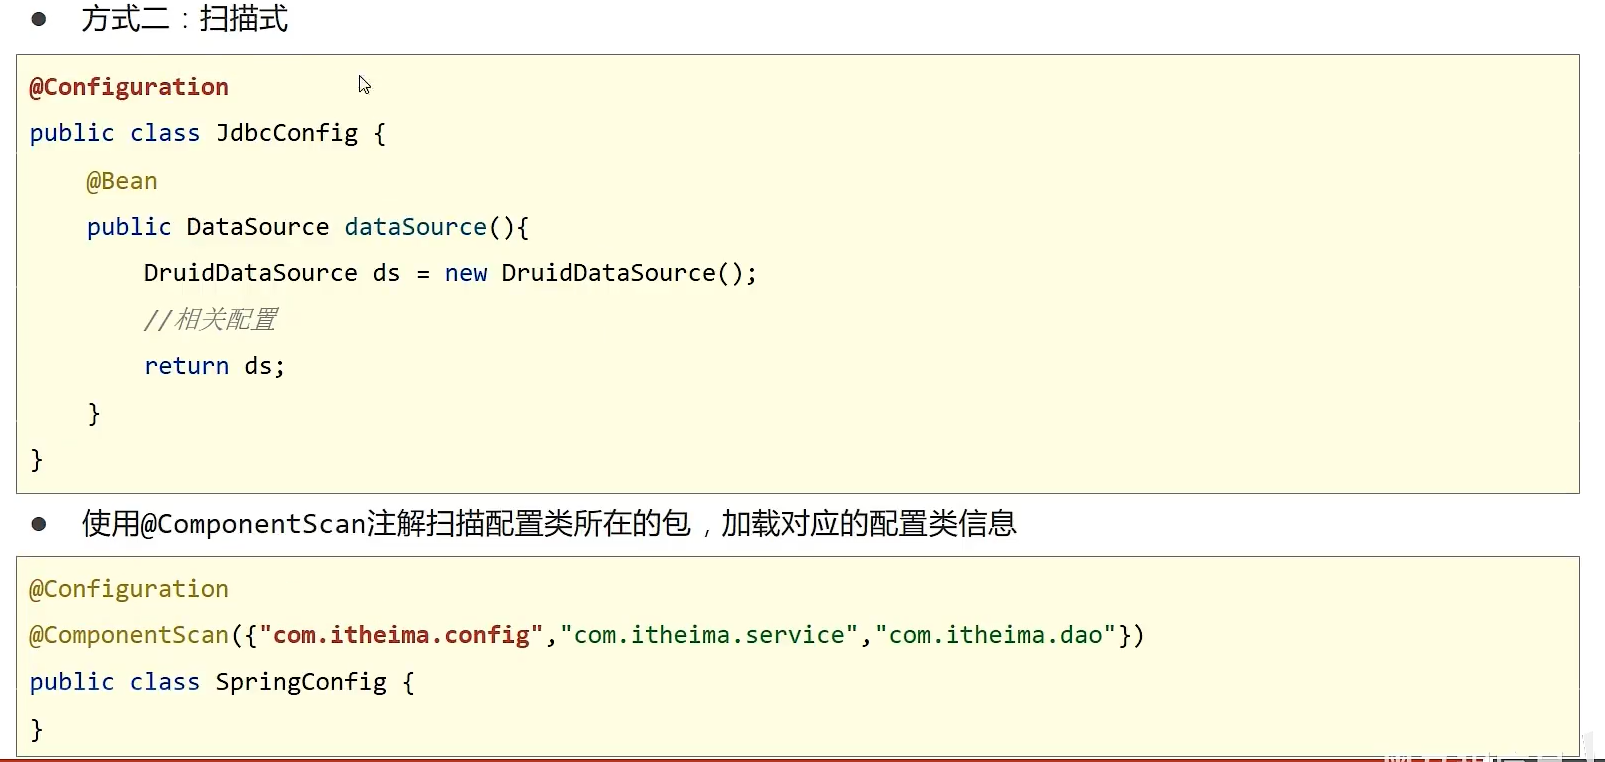 方式二：扫描式
@Configuration
public class JdbcConfig {
@Bean
public DataSource dataSource(){
DruidDataSource ds = new DruidDataSource();
//相关配置
return ds;
}
}
使用@ComponentScan注解扫描配置类所在的包，加载对应的配置类信息
@Configuration
@ComponentScan({"com.itheima.config","com.itheima.service","com.itheima.dao"})
public class SpringConfig {
}